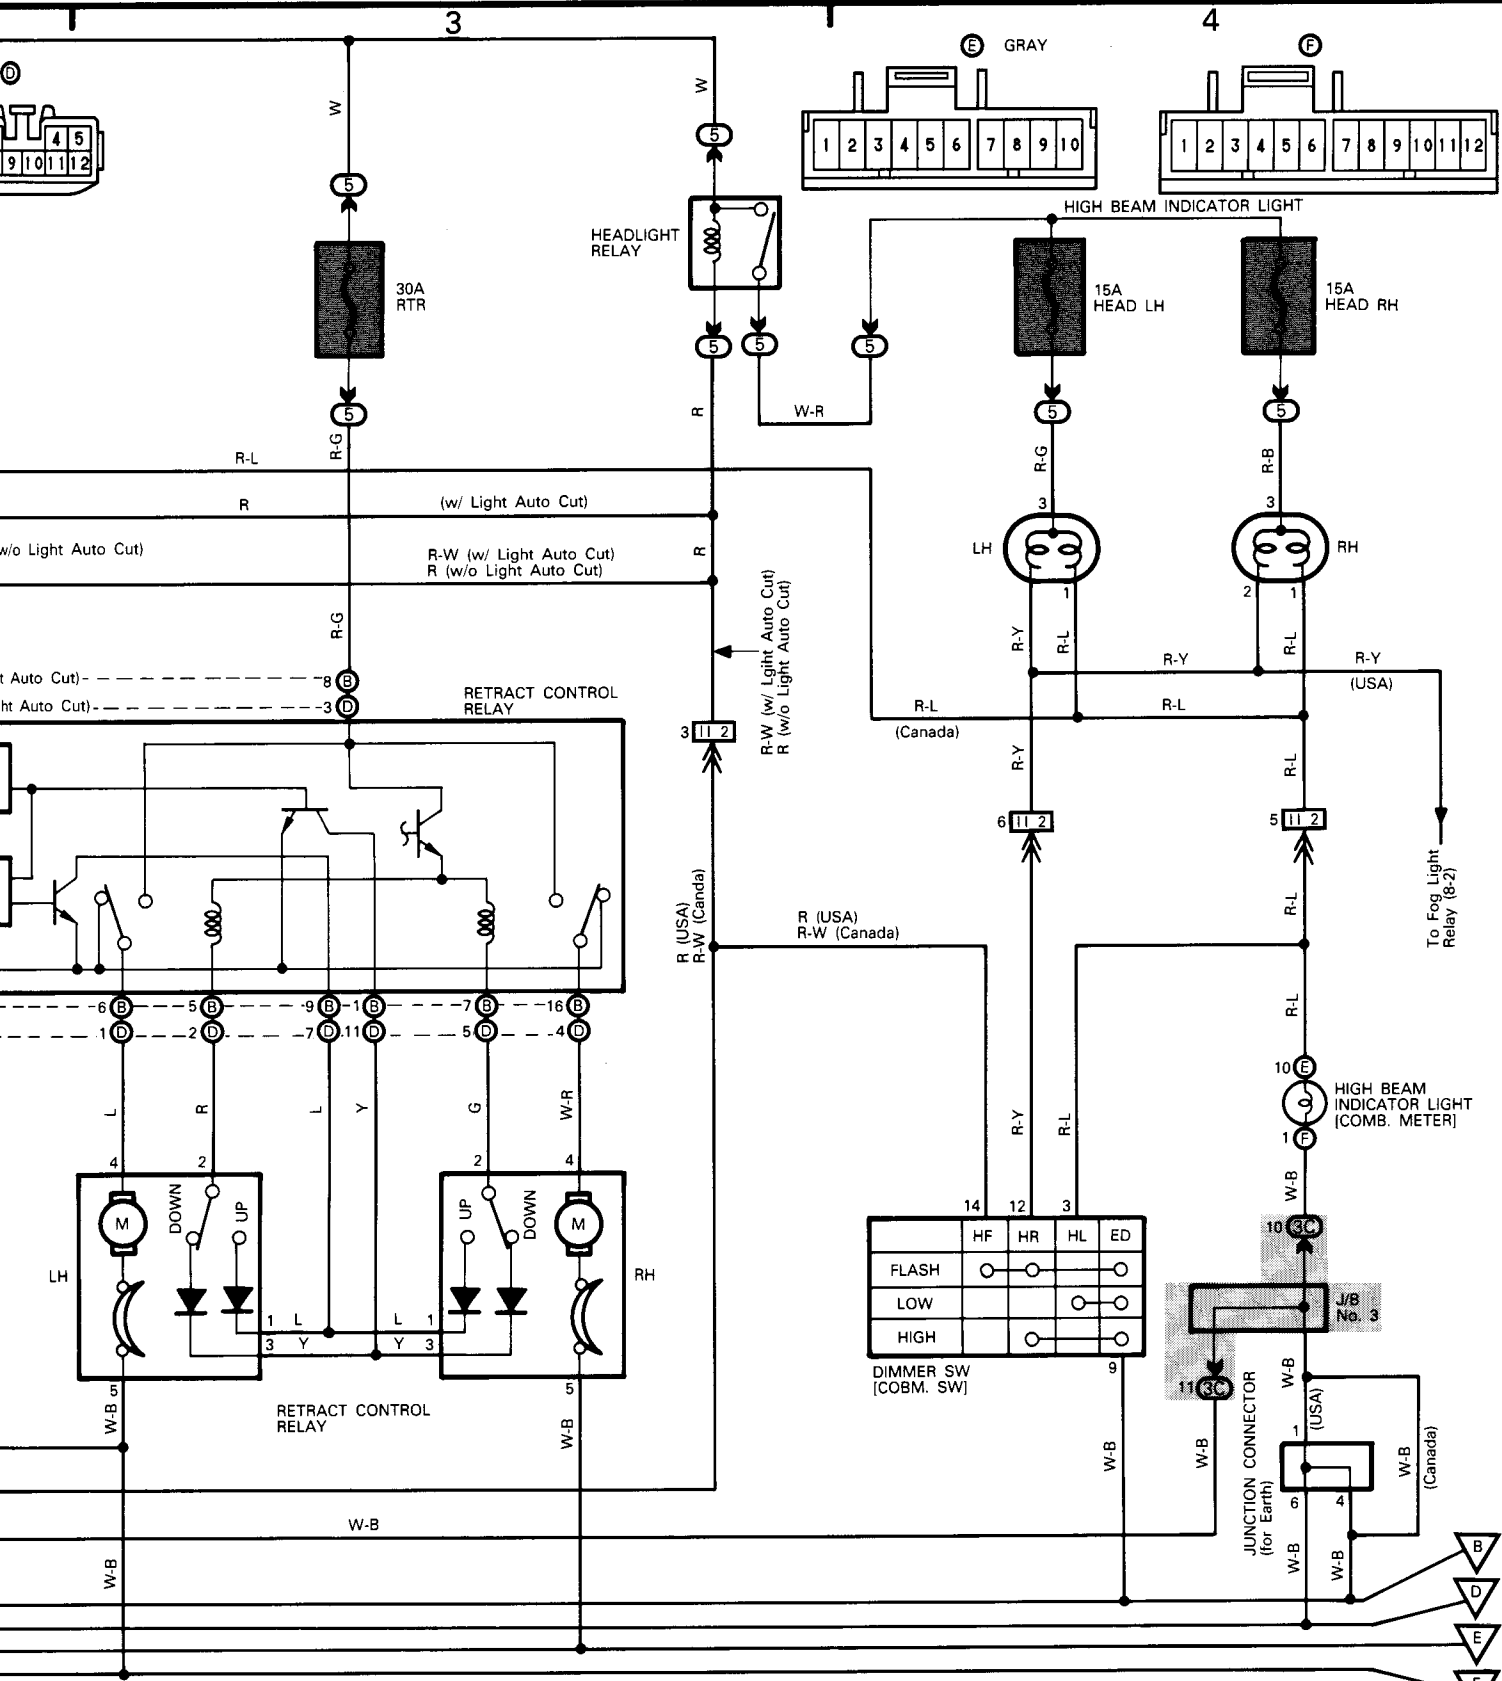 3
4
D
E GRAY
F
4 5
9 10 11 12
1 2 3 4 5 6 7 8 9 10
1 2 3 4 5 6 7 8 9 10 11 12
W
W
5
5
HIGH BEAM INDICATOR LIGHT
HEADLIGHT
RELAY
30A
RTR
15A
HEAD LH
15A
HEAD RH
5
5
5
5
5
5
R-G
R
W-R
R-G
R-B
R-L
3
3
R
(w/ Light Auto Cut)
w/o Light Auto Cut)
R-W (w/ Light Auto Cut)
R (w/o Light Auto Cut)
R
LH
RH
1
2
1
R-G
R-W (w/ Lgiht Auto Cut)
R (w/o Light Auto Cut)
R-Y
R-L
R-L
R-Y
R-Y
(USA)
t Auto Cut)
8 B
ht Auto Cut)
3 D
RETRACT CONTROL
RELAY
R-L
(Canada)
R-L
3 II 2
R-Y
R-L
6 II 2
5 II 2
To Fog Light
Relay (8-2)
R (USA)
R-W (Canda)
R (USA)
R-W (Canada)
R-L
R-L
6 B 5 B 9 B 1 B 7 B 16 B
1 D 2 D 7 D 11 D 5 D 4 D
L
R
L
Y
G
W-R
R-Y
R-L
10 E
HIGH BEAM
INDICATOR LIGHT
[COMB. METER]
1 F
W-B
4
2
2
4
M
DOWN
UP
UP
DOWN
M
LH
RH
1 L L 1
3 Y Y 3
5
5
14 12 3
HF HR HL ED
FLASH
LOW
HIGH
DIMMER SW
[COBM. SW]
9
10 3C
J/B
No. 3
11 3C
W-B
(USA)
RETRACT CONTROL
RELAY
W-B
W-B
W-B
W-B
JUNCTION CONNECTOR
(for Earth)
1
6
4
W-B
(Canada)
W-B
W-B
W-B
W-B
B
D
E